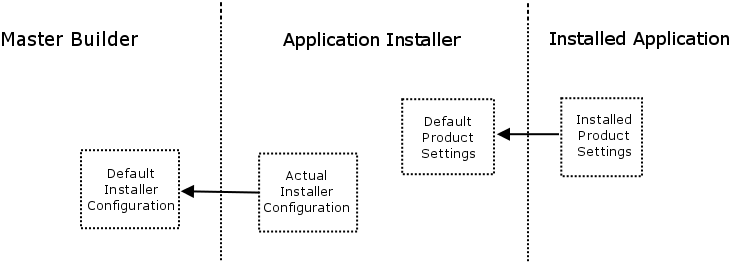 Master Builder
Application Installer
Installed Application
Default
Product
Settings
Installed
Product
Settings
Default
Installer
Configuration
Actual
Installer
Configuration